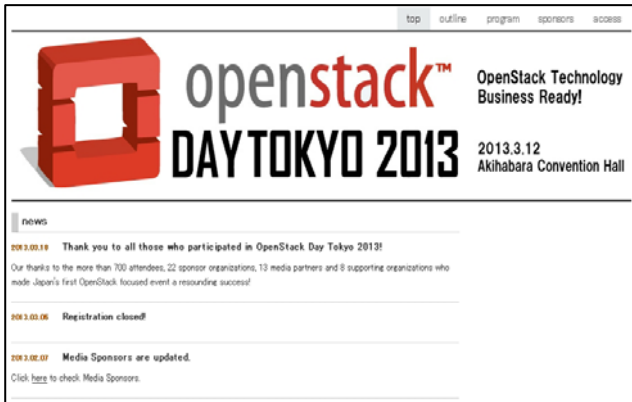 top outline program sponsors access
openstack™
DAY TOKYO 2013
OpenStack Technology
Business Ready!
2013.3.12
Akihabara Convention Hall
news
2013.03.18 Thank you to all those who participated in OpenStack Day Tokyo 2013!
Our thanks to the more than 700 attendees, 22 sponsor organizations, 13 media partners and 8 supporting organizations who
made Japan's first OpenStack focused event a resounding success!
2013.03.06 Registration closed!
2013.02.07 Media Sponsors are updated.
Click here to check Media Sponsors.